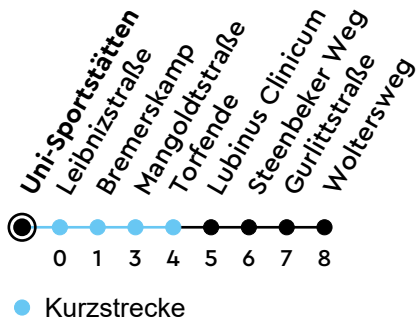 Uni-Sportstätten
Leibnizstraße
Bremerskamp
Mangoldtstraße
Torfende
Lubinus Clinicum
Steenbeker Weg
Gurlittstraße
Woltersweg
0 1 3 4 5 6 7 8
Kurzstrecke